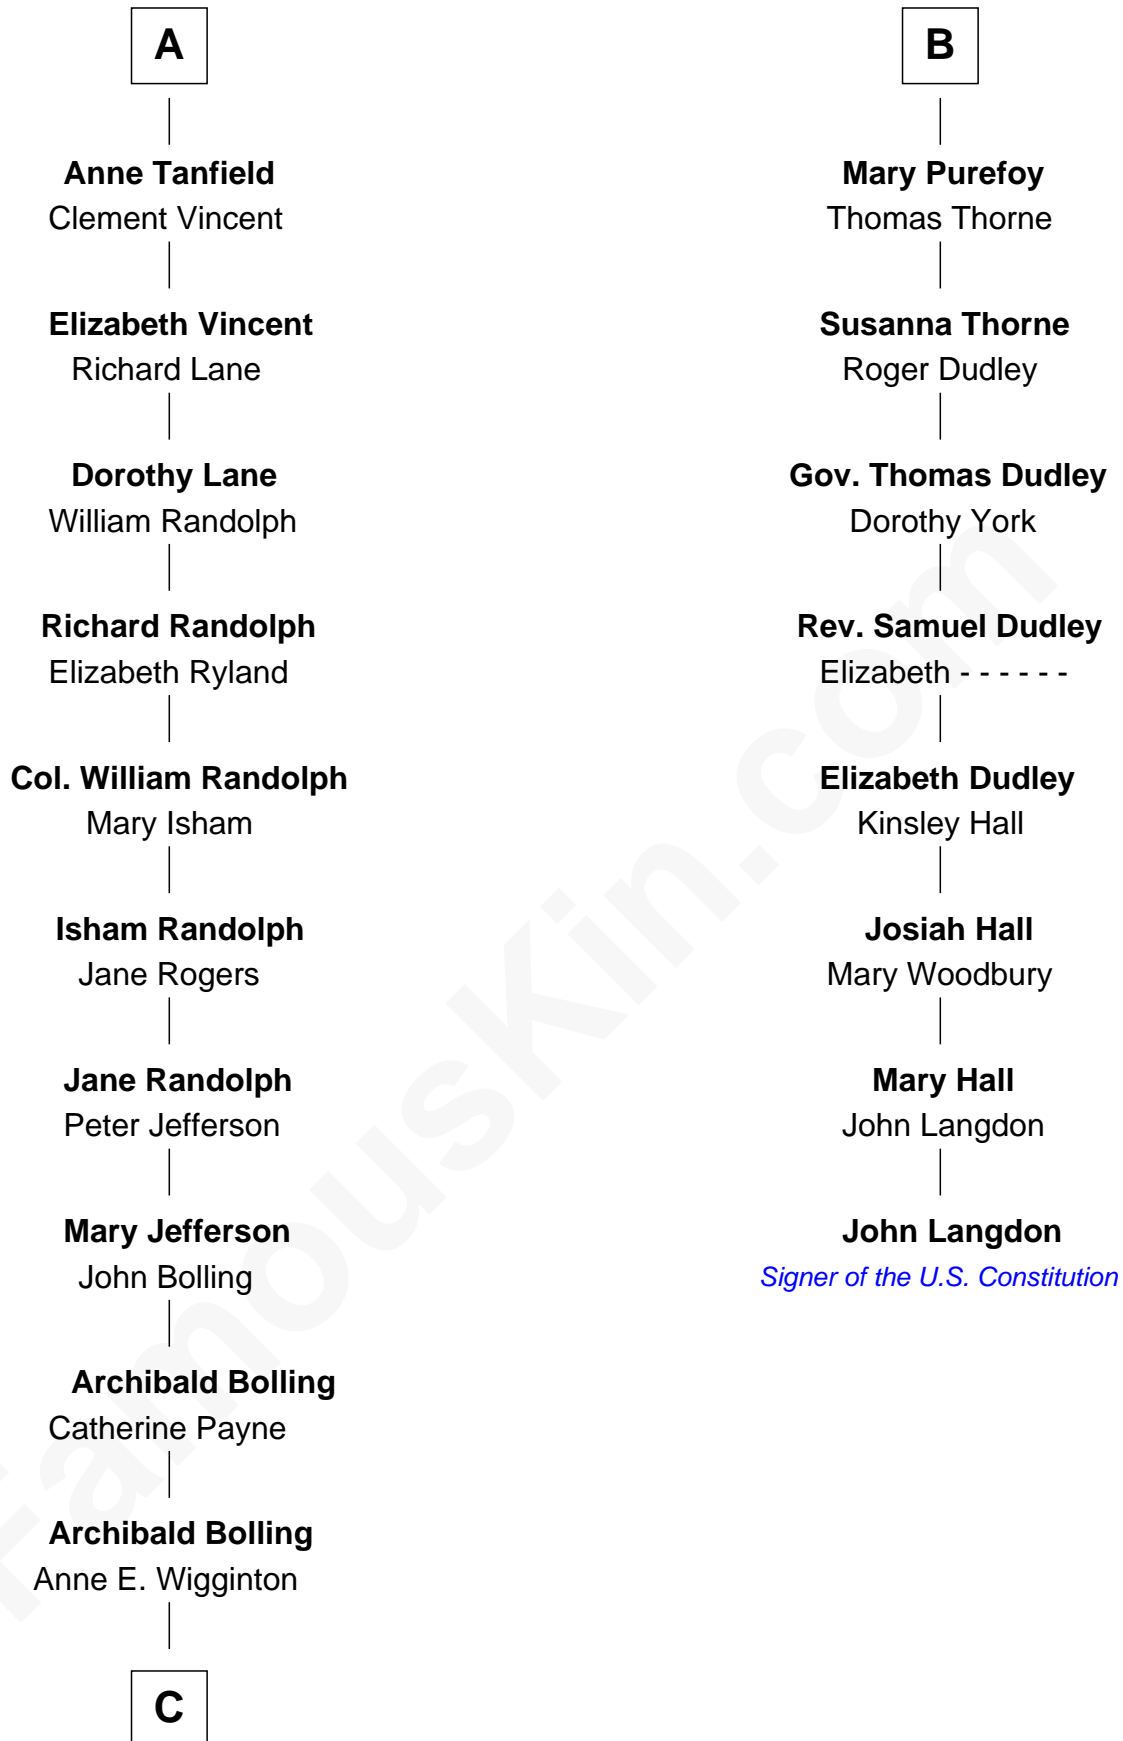 A
Anne Tanfield
Clement Vincent
Elizabeth Vincent
Richard Lane
Dorothy Lane
William Randolph
Richard Randolph
Elizabeth Ryland
Col. William Randolph
Mary Isham
Isham Randolph
Jane Rogers
Jane Randolph
Peter Jefferson
Mary Jefferson
John Bolling
Archibald Bolling
Catherine Payne
Archibald Bolling
Anne E. Wigginton
C
B
Mary Purefoy
Thomas Thorne
Susanna Thorne
Roger Dudley
Gov. Thomas Dudley
Dorothy York
Rev. Samuel Dudley
Elizabeth - - - - - -
Elizabeth Dudley
Kinsley Hall
Josiah Hall
Mary Woodbury
Mary Hall
John Langdon
John Langdon
Signer of the U.S. Constitution
FamousKin.com